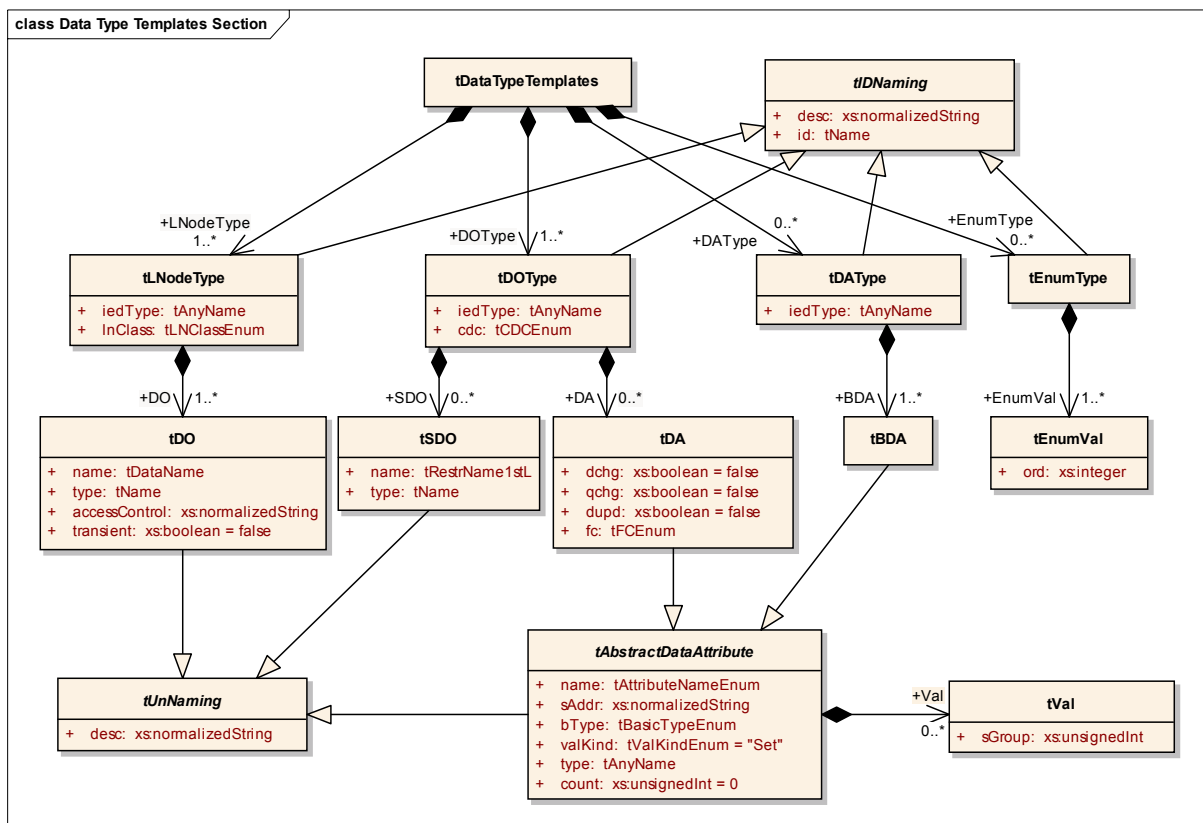 class Data Type Templates Section
tDataTypeTemplates
tIDNaming
+ desc: xs:normalizedString
+ id: tName
+LNodeType
1..*
+DOType
1..*
0..*
+DAType
+EnumType
0..*
tLNodeType
+ iedType: tAnyName
+ lnClass: tLNClassEnum
tDOType
+ iedType: tAnyName
+ cdc: tCDCEnum
tDAType
+ iedType: tAnyName
tEnumType
+DO
1..*
+SDO
0..*
+DA
0..*
+BDA
1..*
+EnumVal
1..*
tDO
+ name: tDataName
+ type: tName
+ accessControl: xs:normalizedString
+ transient: xs:boolean = false
tSDO
+ name: tRestrName1stL
+ type: tName
tDA
+ dchg: xs:boolean = false
+ qchg: xs:boolean = false
+ dupd: xs:boolean = false
+ fc: tFCEnum
tBDA
tEnumVal
+ ord: xs:integer
tUnNaming
+ desc: xs:normalizedString
tAbstractDataAttribute
+ name: tAttributeNameEnum
+ sAddr: xs:normalizedString
+ bType: tBasicTypeEnum
+ valKind: tValKindEnum = "Set"
+ type: tAnyName
+ count: xs:unsignedInt = 0
+Val
0..*
tVal
+ sGroup: xs:unsignedInt